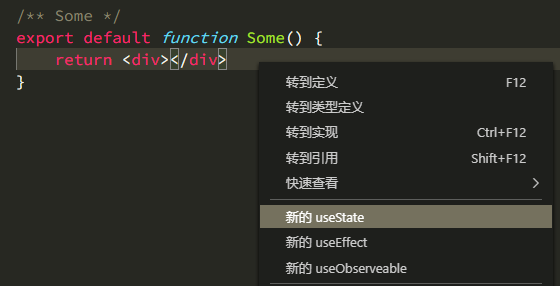 /** Some */
export default function Some() {
return <div></div>
}
转到定义 F12
转到类型定义
转到实现 Ctrl+F12
转到引用 Shift+F12
快速查看
新的 useState
新的 useEffect
新的 useObserveable